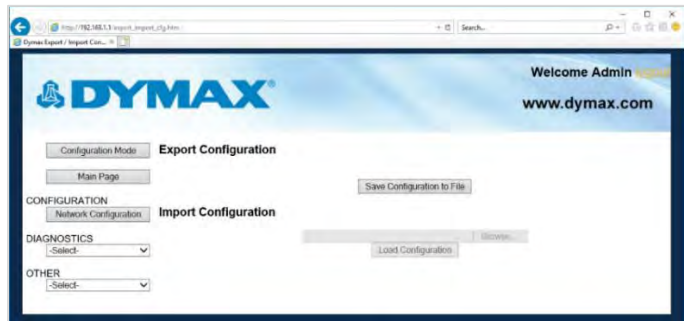 http://192.168.1.1/export_import_cfg.htm
Search...
Dymax Export / Import Con...
Welcome Admin
DYMAX®
www.dymax.com
Configuration Mode
Export Configuration
Main Page
Save Configuration to File
CONFIGURATION
Network Configuration
Import Configuration
Browse...
DIAGNOSTICS
-Select-
Load Configuration
OTHER
-Select-